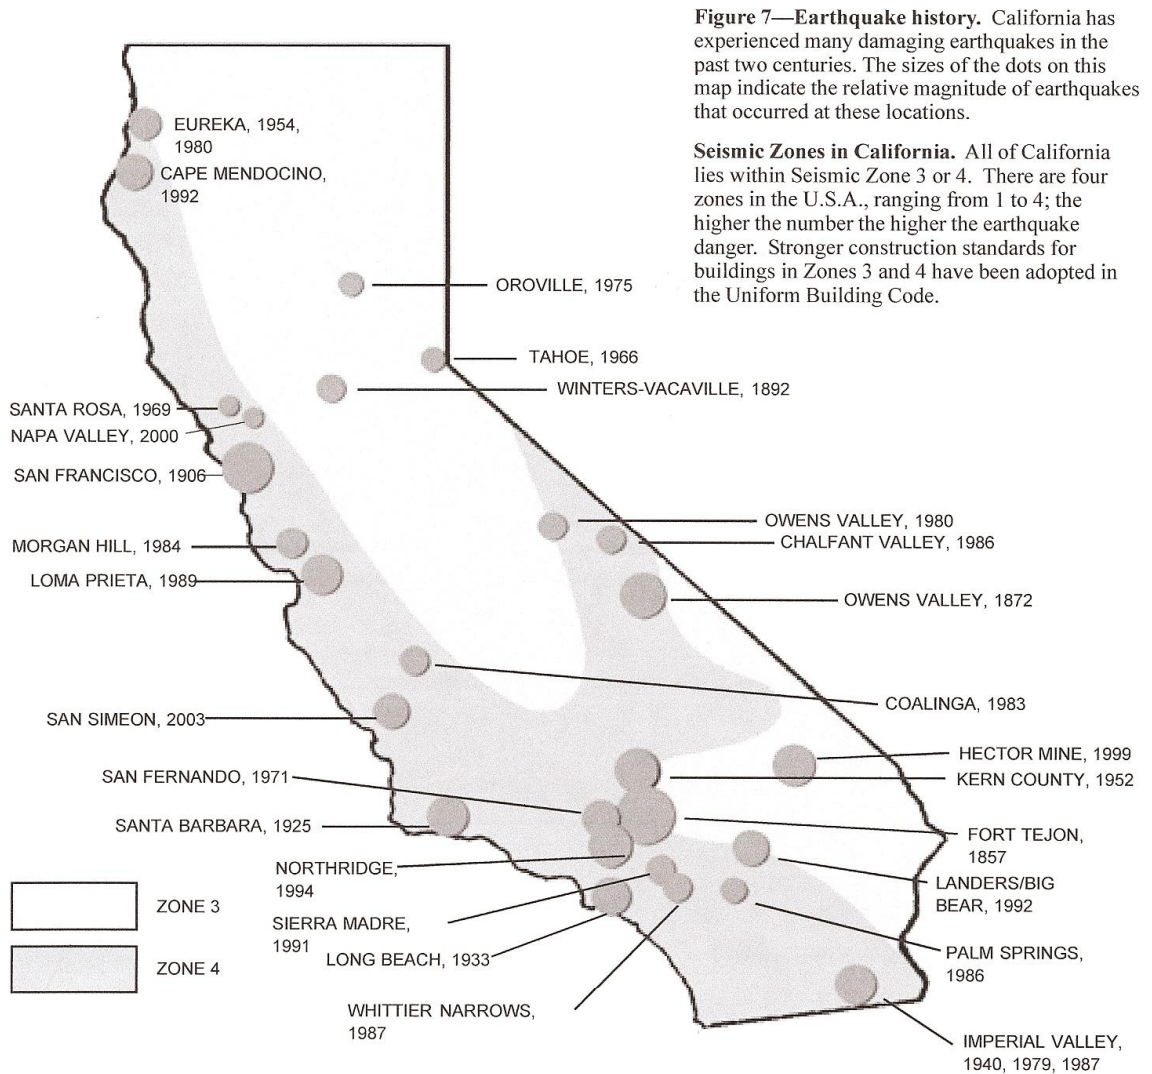 Figure 7—Earthquake history. California has
experienced many damaging earthquakes in the
past two centuries. The sizes of the dots on this
map indicate the relative magnitude of earthquakes
that occurred at these locations.
Seismic Zones in California. All of California
lies within Seismic Zone 3 or 4. There are four
zones in the U.S.A., ranging from 1 to 4; the
higher the number the higher the earthquake
danger. Stronger construction standards for
buildings in Zones 3 and 4 have been adopted in
the Uniform Building Code.
EUREKA, 1954,
1980
CAPE MENDOCINO,
1992
OROVILLE, 1975
TAHOE, 1966
WINTERS-VACAVILLE, 1892
SANTA ROSA, 1969
NAPA VALLEY, 2000
SAN FRANCISCO, 1906
OWENS VALLEY, 1980
CHALFANT VALLEY, 1986
MORGAN HILL, 1984
LOMA PRIETA, 1989
OWENS VALLEY, 1872
COALINGA, 1983
SAN SIMEON, 2003
HECTOR MINE, 1999
KERN COUNTY, 1952
SAN FERNANDO, 1971
SANTA BARBARA, 1925
FORT TEJON,
1857
NORTHRIDGE,
1994
LANDERS/BIG
BEAR, 1992
ZONE 3
SIERRA MADRE,
1991
LONG BEACH, 1933
PALM SPRINGS,
1986
ZONE 4
WHITTIER NARROWS,
1987
IMPERIAL VALLEY,
1940, 1979, 1987